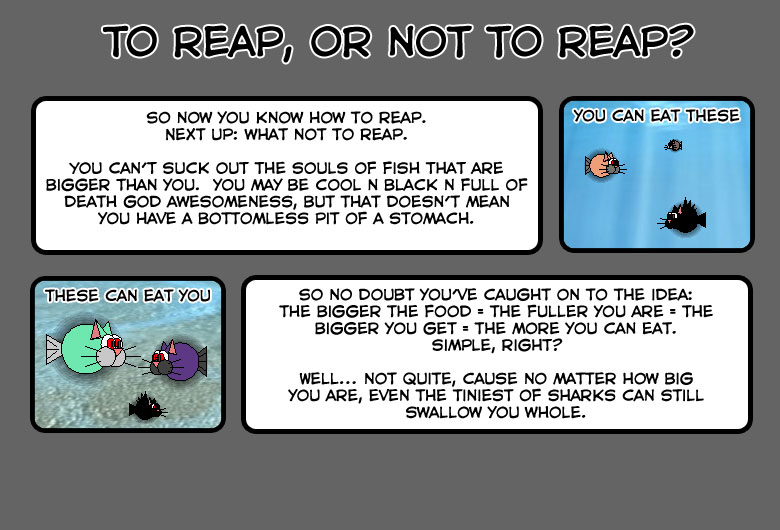 TO REAP, OR NOT TO REAP?
SO NOW YOU KNOW HOW TO REAP.
NEXT UP: WHAT NOT TO REAP.
YOU CAN'T SUCK OUT THE SOULS OF FISH THAT ARE
BIGGER THAN YOU. YOU MAY BE COOL N BLACK N FULL OF
DEATH GOD AWESOMENESS, BUT THAT DOESN'T MEAN
YOU HAVE A BOTTOMLESS PIT OF A STOMACH.
YOU CAN EAT THESE
THESE CAN EAT YOU
SO NO DOUBT YOU'VE CAUGHT ON TO THE IDEA:
THE BIGGER THE FOOD = THE FULLER YOU ARE = THE
BIGGER YOU GET = THE MORE YOU CAN EAT.
SIMPLE, RIGHT?
WELL... NOT QUITE, CAUSE NO MATTER HOW BIG
YOU ARE, EVEN THE TINIEST OF SHARKS CAN STILL
SWALLOW YOU WHOLE.